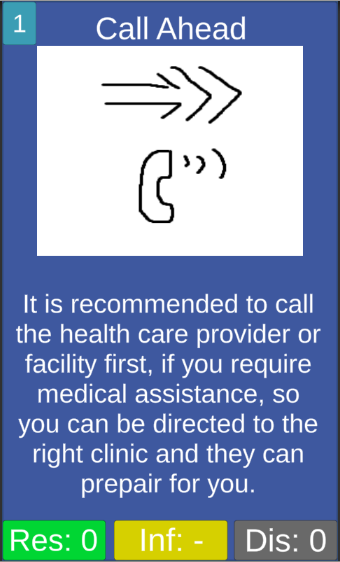 1
Call Ahead
It is recommended to call
the health care provider or
facility first, if you require
medical assistance, so
you can be directed to the
right clinic and they can
prepair for you.
Res: 0
Inf: -
Dis: 0